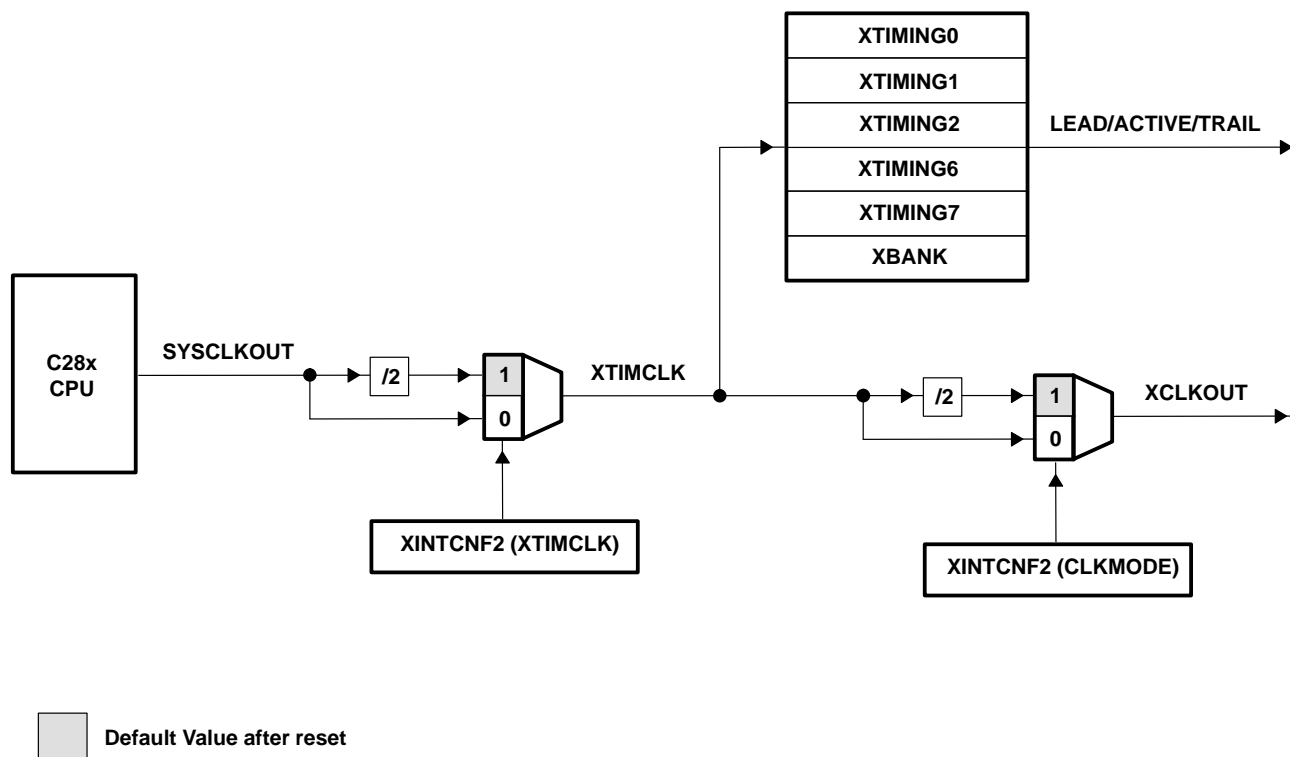 XTIMING0
XTIMING1
XTIMING2
LEAD/ACTIVE/TRAIL
XTIMING6
XTIMING7
XBANK
C28x
CPU
SYSCLKOUT
/2
1
0
XTIMCLK
/2
1
0
XCLKOUT
XINTCNF2 (XTIMCLK)
XINTCNF2 (CLKMODE)
Default Value after reset